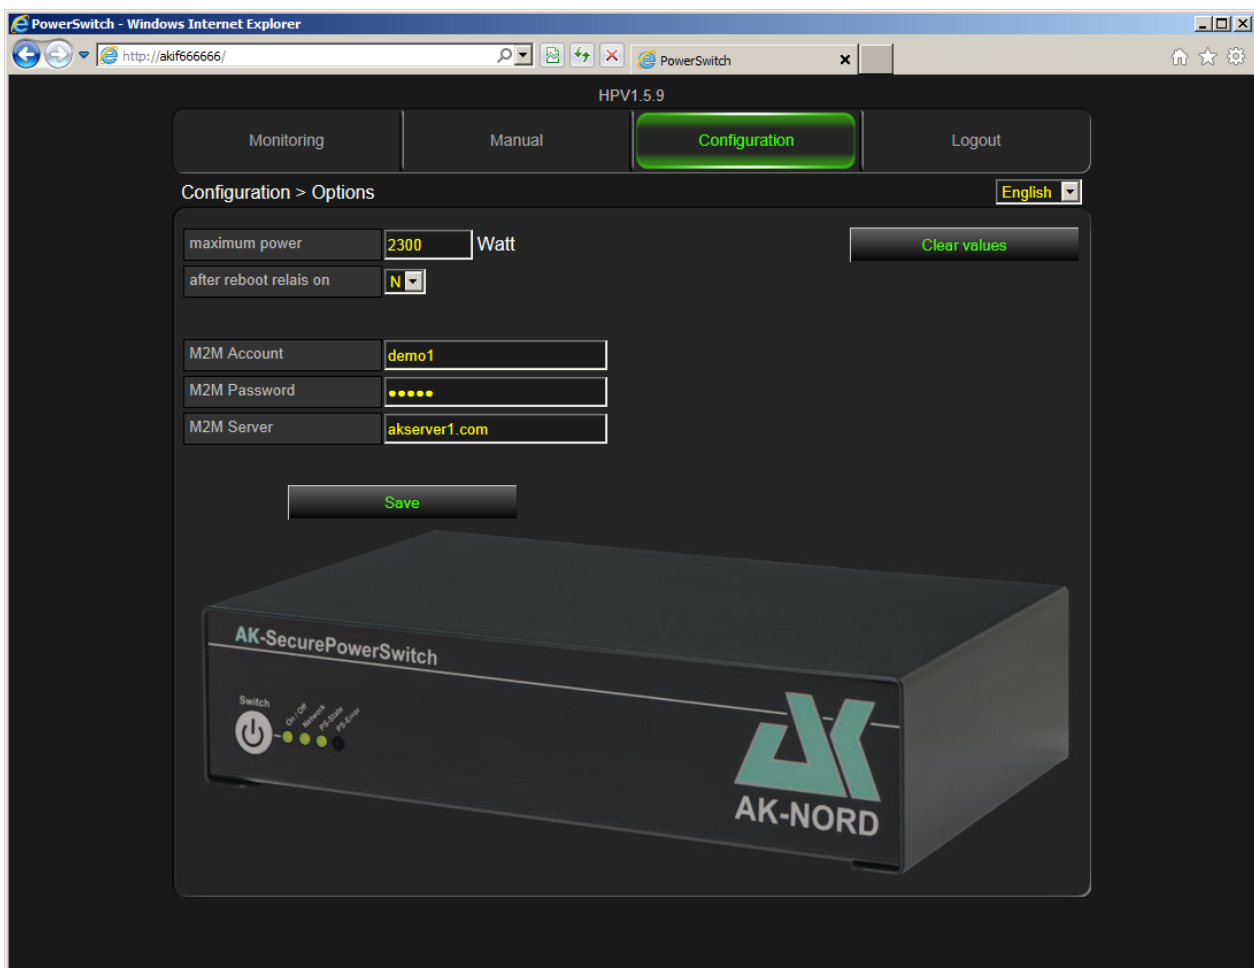 PowerSwitch - Windows Internet Explorer
http://akif666666/
PowerSwitch
HPV1.5.9
Monitoring Manual Configuration Logout
Configuration > Options English
maximum power 2300 Watt Clear values
after reboot relais on N
M2M Account demo1
M2M Password •••••
M2M Server akserver1.com
Save
AK-SecurePowerSwitch
Switch On / Off Network PS-State PS-Error
AK-NORD